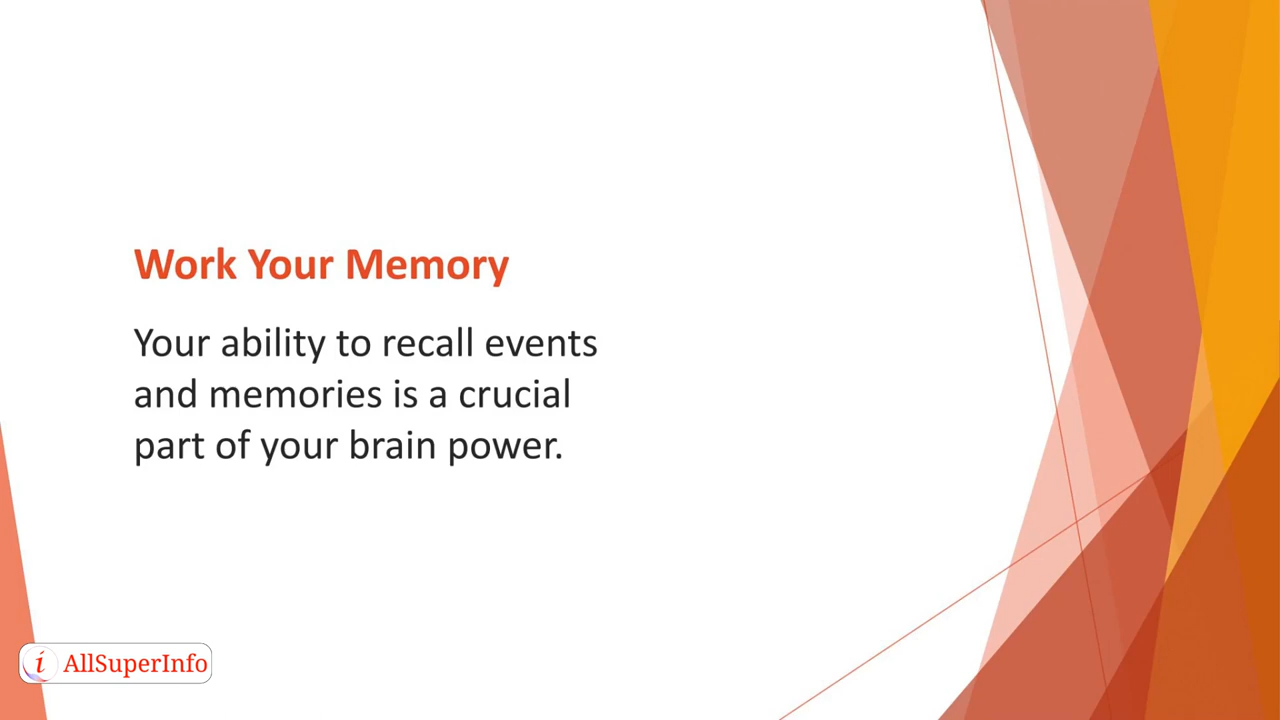 Work Your Memory
Your ability to recall events
and memories is a crucial
part of your brain power.
i AllSuperInfo